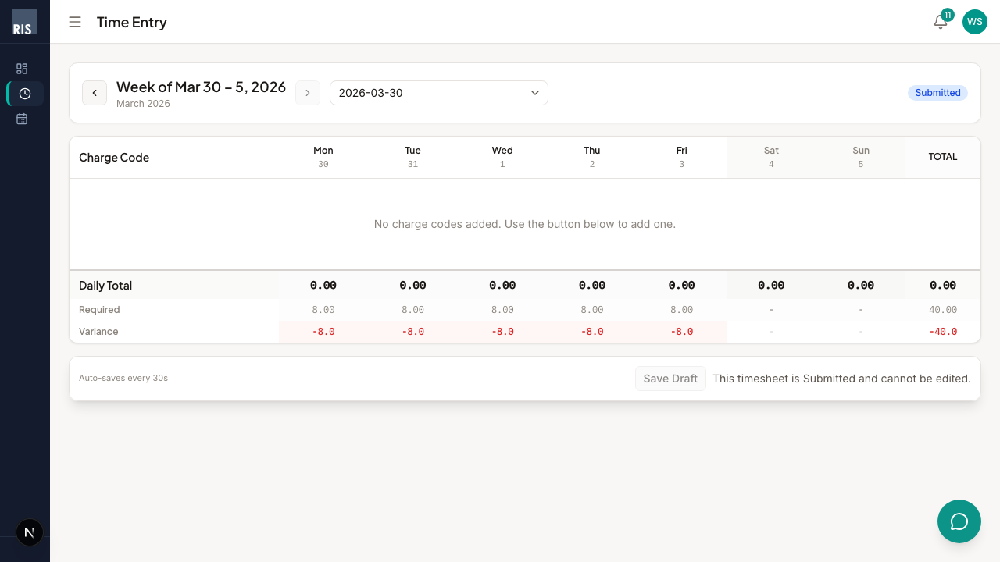 RIS
Time Entry
11
WS
Week of Mar 30 – 5, 2026
March 2026
2026-03-30
Submitted
Charge Code Mon Tue Wed Thu Fri Sat Sun TOTAL
30 31 1 2 3 4 5
No charge codes added. Use the button below to add one.
Daily Total 0.00 0.00 0.00 0.00 0.00 0.00 0.00 0.00
Required 8.00 8.00 8.00 8.00 8.00 - - 40.00
Variance -8.0 -8.0 -8.0 -8.0 -8.0 - - -40.0
Auto-saves every 30s
Save Draft
This timesheet is Submitted and cannot be edited.
N